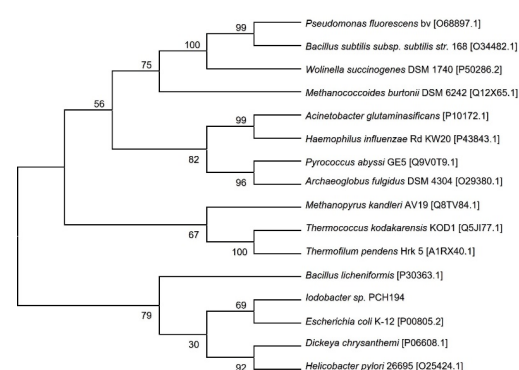 99
Pseudomonas fluorescens bv [O68897.1]
100
Bacillus subtilis subsp. subtilis str. 168 [O34482.1]
75
Wolinella succinogenes DSM 1740 [P50286.2]
56
Methanococcoides burtonii DSM 6242 [Q12X65.1]
99
Acinetobacter glutaminasificans [P10172.1]
Haemophilus influenzae Rd KW20 [P43843.1]
82
Pyrococcus abyssi GE5 [Q9V0T9.1]
96
Archaeoglobus fulgidus DSM 4304 [O29380.1]
Methanopyrus kandleri AV19 [Q8TV84.1]
67
Thermococcus kodakarensis KOD1 [Q5JI77.1]
100
Thermofilum pendens Hrk 5 [A1RX40.1]
Bacillus licheniformis [P30363.1]
79
69
Iodobacter sp. PCH194
Escherichia coli K-12 [P00805.2]
30
Dickeya chrysanthemi [P06608.1]
92
Helicobacter pylori 26695 [O25424.1]